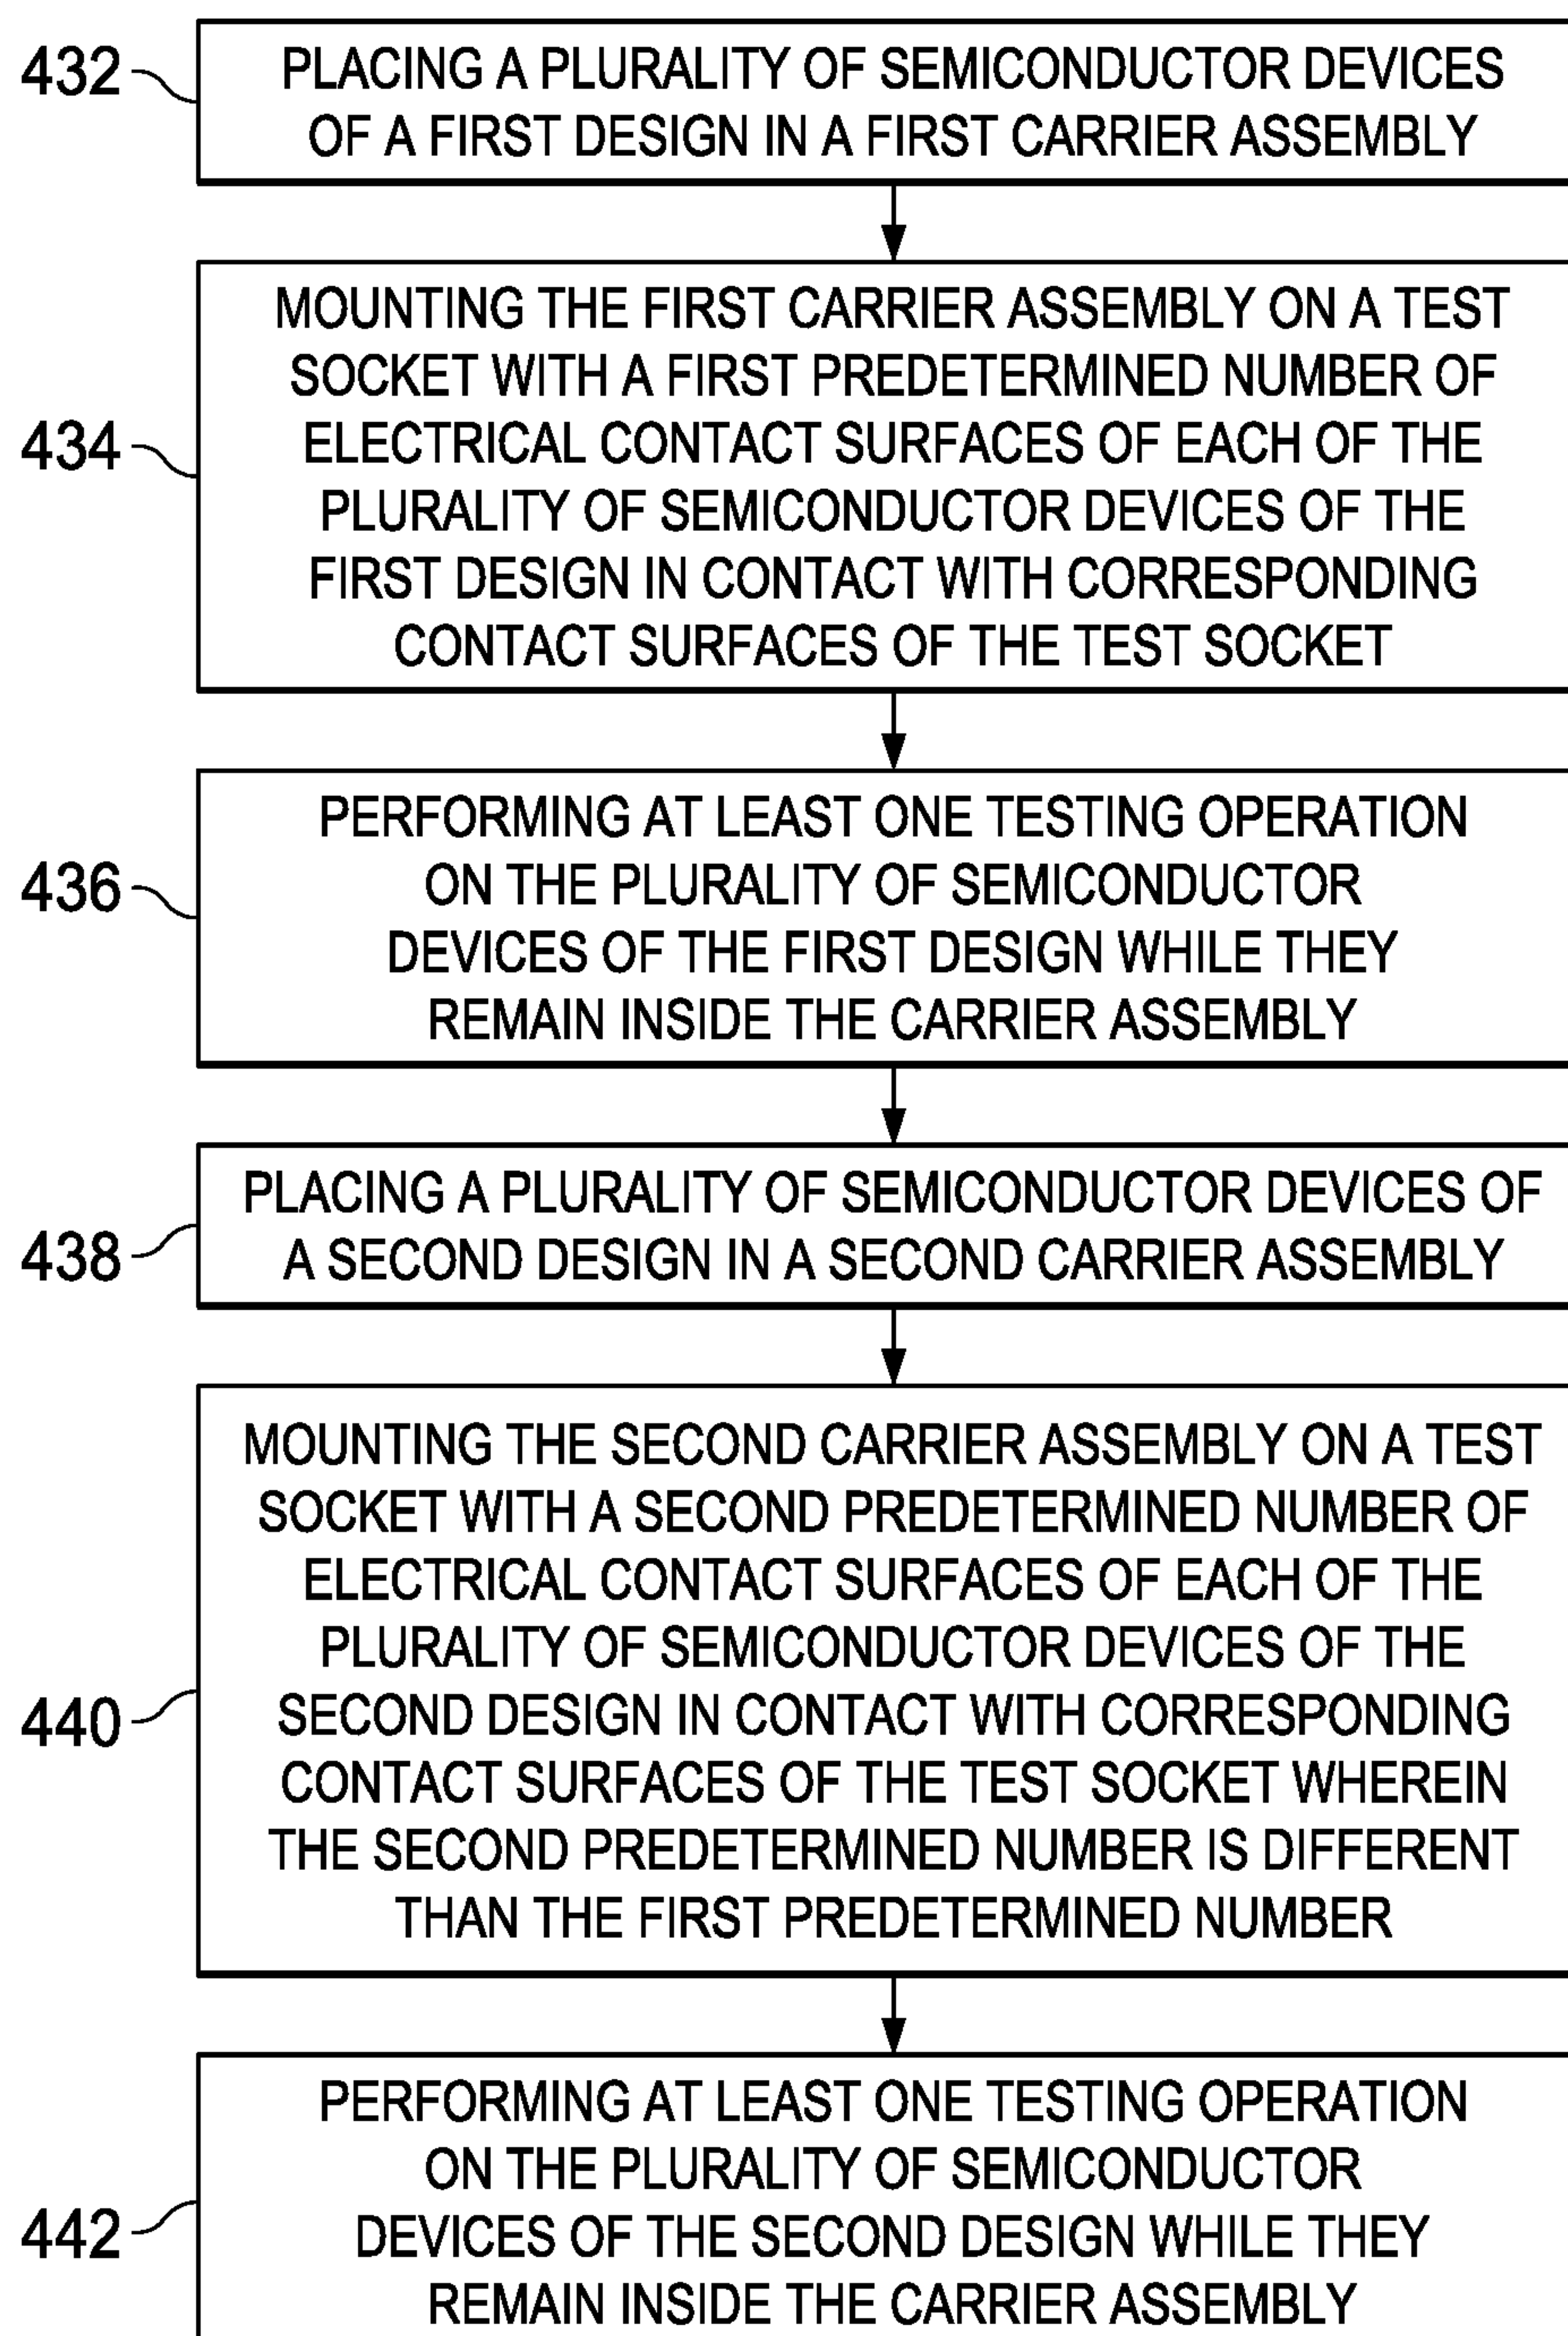 432
PLACING A PLURALITY OF SEMICONDUCTOR DEVICES
OF A FIRST DESIGN IN A FIRST CARRIER ASSEMBLY
434
MOUNTING THE FIRST CARRIER ASSEMBLY ON A TEST
SOCKET WITH A FIRST PREDETERMINED NUMBER OF
ELECTRICAL CONTACT SURFACES OF EACH OF THE
PLURALITY OF SEMICONDUCTOR DEVICES OF THE
FIRST DESIGN IN CONTACT WITH CORRESPONDING
CONTACT SURFACES OF THE TEST SOCKET
436
PERFORMING AT LEAST ONE TESTING OPERATION
ON THE PLURALITY OF SEMICONDUCTOR
DEVICES OF THE FIRST DESIGN WHILE THEY
REMAIN INSIDE THE CARRIER ASSEMBLY
438
PLACING A PLURALITY OF SEMICONDUCTOR DEVICES OF
A SECOND DESIGN IN A SECOND CARRIER ASSEMBLY
440
MOUNTING THE SECOND CARRIER ASSEMBLY ON A TEST
SOCKET WITH A SECOND PREDETERMINED NUMBER OF
ELECTRICAL CONTACT SURFACES OF EACH OF THE
PLURALITY OF SEMICONDUCTOR DEVICES OF THE
SECOND DESIGN IN CONTACT WITH CORRESPONDING
CONTACT SURFACES OF THE TEST SOCKET WHEREIN
THE SECOND PREDETERMINED NUMBER IS DIFFERENT
THAN THE FIRST PREDETERMINED NUMBER
442
PERFORMING AT LEAST ONE TESTING OPERATION
ON THE PLURALITY OF SEMICONDUCTOR
DEVICES OF THE SECOND DESIGN WHILE THEY
REMAIN INSIDE THE CARRIER ASSEMBLY